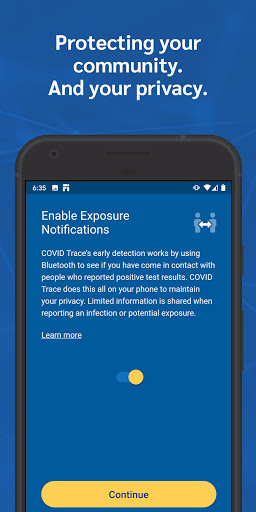 Protecting your
community.
And your privacy.
6:35
Enable Exposure
Notifications
COVID Trace's early detection works by using
Bluetooth to see if you have come in contact with
people who reported positive test results. COVID
Trace does this all on your phone to maintain
your privacy. Limited information is shared when
reporting an infection or potential exposure.
Learn more
Continue